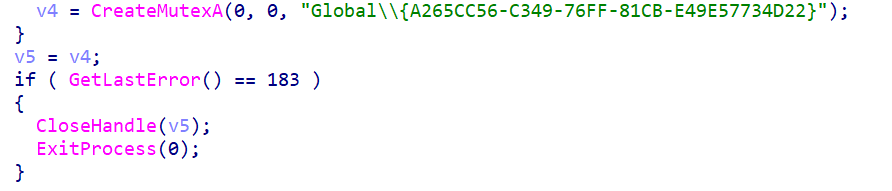 v4 = CreateMutexA(0, 0, "Global\\{A265CC56-C349-76FF-81CB-E49E57734D22}");
}
v5 = v4;
if ( GetLastError() == 183 )
{
CloseHandle(v5);
ExitProcess(0);
}